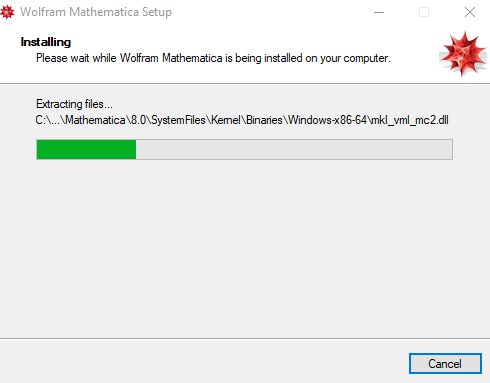 Wolfram Mathematica Setup
Installing
Please wait while Wolfram Mathematica is being installed on your computer.
Extracting files...
C:\...\Mathematica\8.0\SystemFiles\Kernel\Binaries\Windows-x86-64\mkl_vml_mc2.dll
Cancel